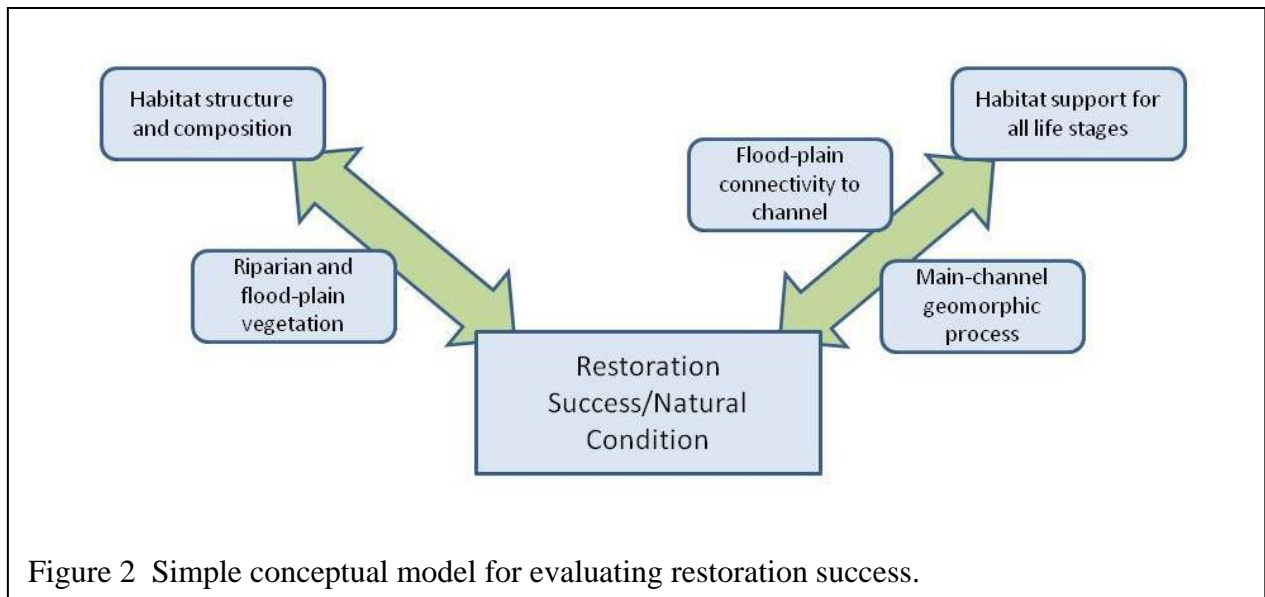 Habitat structure
and composition
Habitat support for
all life stages
Flood-plain
connectivity to
channel
Riparian and
flood-plain
vegetation
Main-channel
geomorphic
process
Restoration
Success/Natural
Condition
Figure 2  Simple conceptual model for evaluating restoration success.